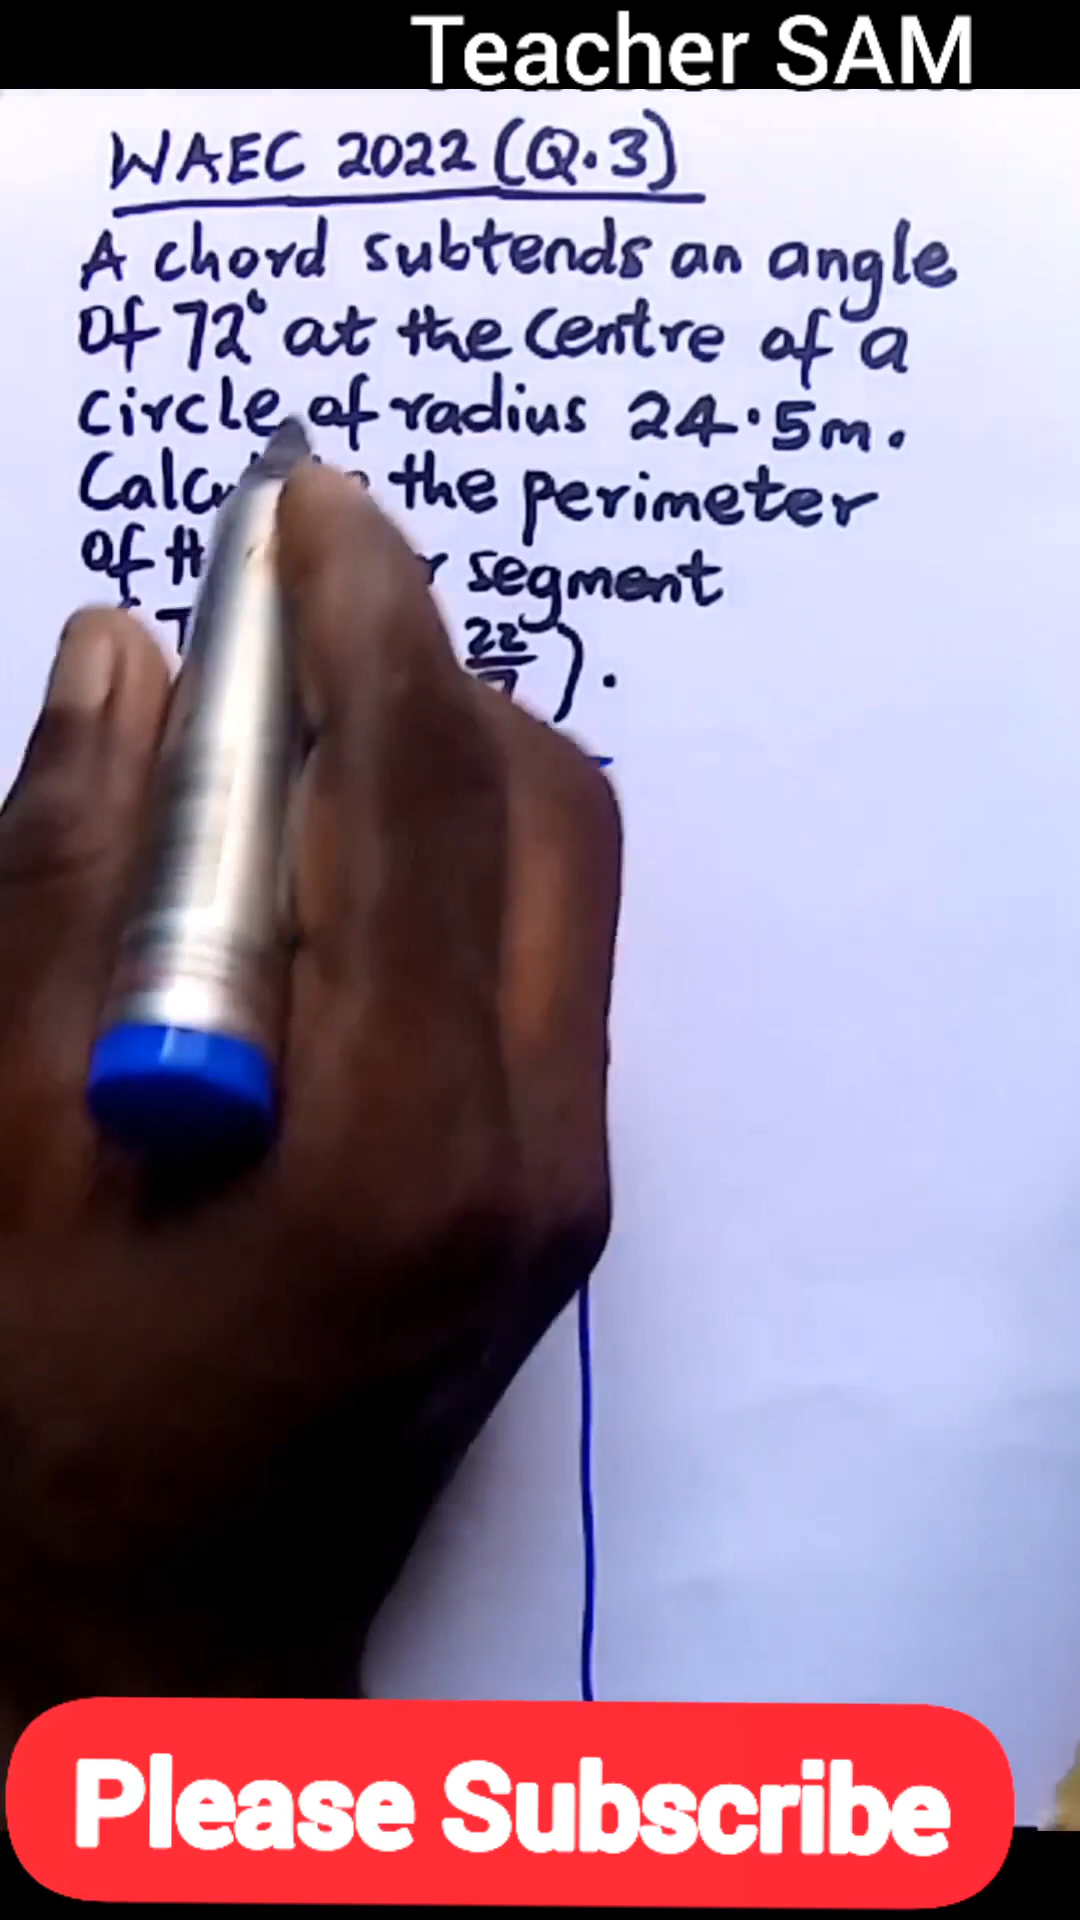 Teacher SAM
WAEC 2022 (Q.3)
A chord subtends an angle
Of 72° at the centre of a
circle of radius 24.5m.
the perimeter
of segment
22
).
Please Subscribe